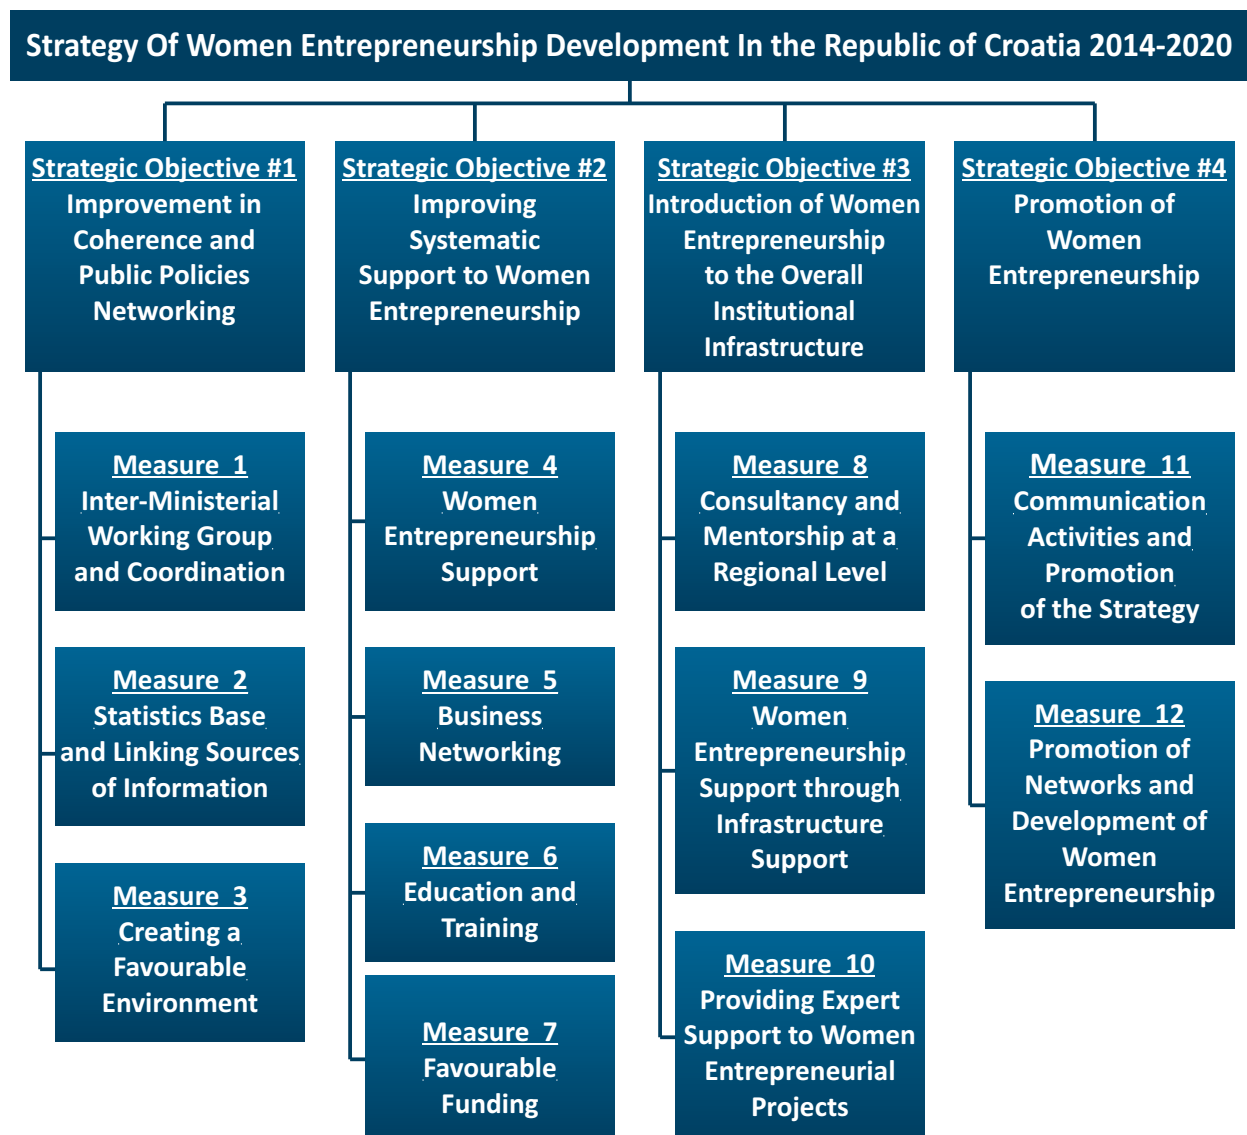 Strategy Of Women Entrepreneurship Development In the Republic of Croatia 2014-2020
Strategic Objective #1
Improvement in
Coherence and
Public Policies
Networking
Strategic Objective #2
Improving
Systematic
Support to Women
Entrepreneurship
Strategic Objective #3
Introduction of Women
Entrepreneurship
to the Overall
Institutional
Infrastructure
Strategic Objective #4
Promotion of
Women
Entrepreneurship
Measure 1
Inter-Ministerial
Working Group
and Coordination
Measure 2
Statistics Base
and Linking Sources
of Information
Measure 3
Creating a
Favourable
Environment
Measure 4
Women
Entrepreneurship
Support
Measure 5
Business
Networking
Measure 6
Education and
Training
Measure 7
Favourable
Funding
Measure 8
Consultancy and
Mentorship at a
Regional Level
Measure 9
Women
Entrepreneurship
Support through
Infrastructure
Support
Measure 10
Providing Expert
Support to Women
Entrepreneurial
Projects
Measure 11
Communication
Activities and
Promotion
of the Strategy
Measure 12
Promotion of
Networks and
Development of
Women
Entrepreneurship